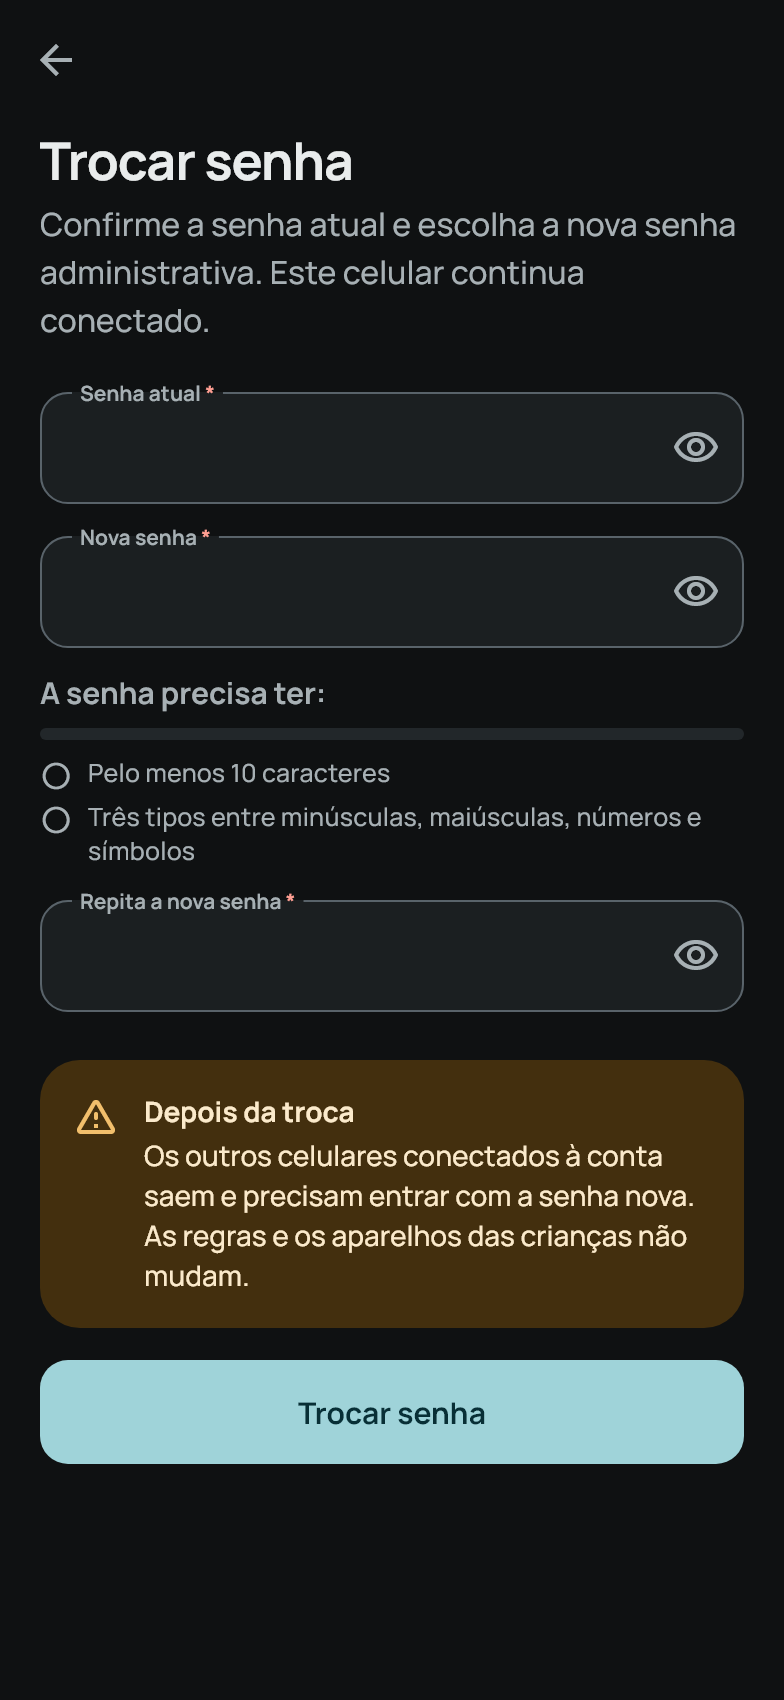 Trocar senha
Confirme a senha atual e escolha a nova senha
administrativa. Este celular continua
conectado.
Senha atual *
Nova senha *
A senha precisa ter:
Pelo menos 10 caracteres
Três tipos entre minúsculas, maiúsculas, números e
símbolos
Repita a nova senha *
Depois da troca
Os outros celulares conectados à conta
saem e precisam entrar com a senha nova.
As regras e os aparelhos das crianças não
mudam.
Trocar senha